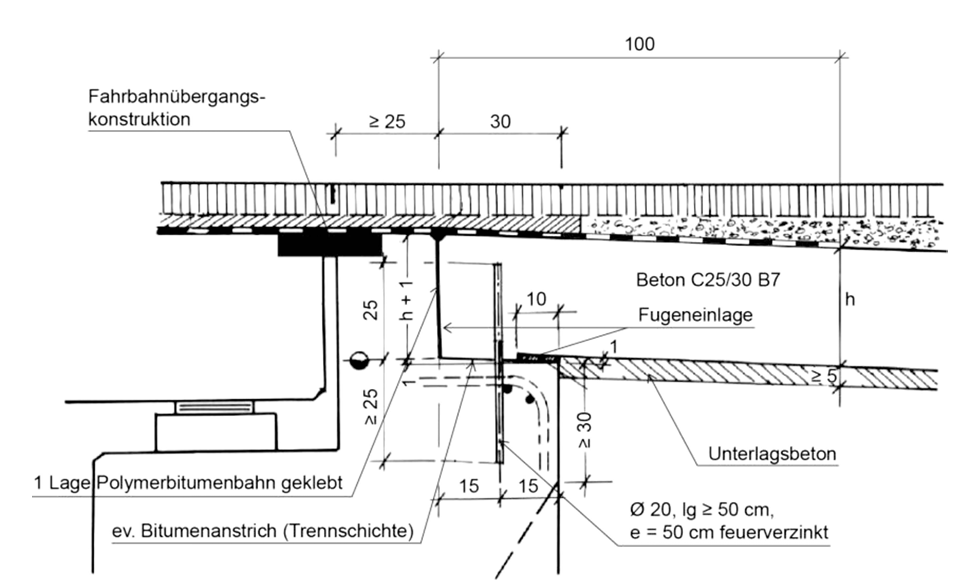 100
Fahrbahnübergangs-
konstruktion
≥ 25
30
Beton C25/30 B7
25
h + 1
10
h
Fugeneinlage
1
≥ 5
1
≥ 25
≥ 30
Unterlagsbeton
1 Lage Polymerbitumenbahn geklebt
15
15
Ø 20, lg ≥ 50 cm,
e = 50 cm feuerverzinkt
ev. Bitumenanstrich (Trennschichte)